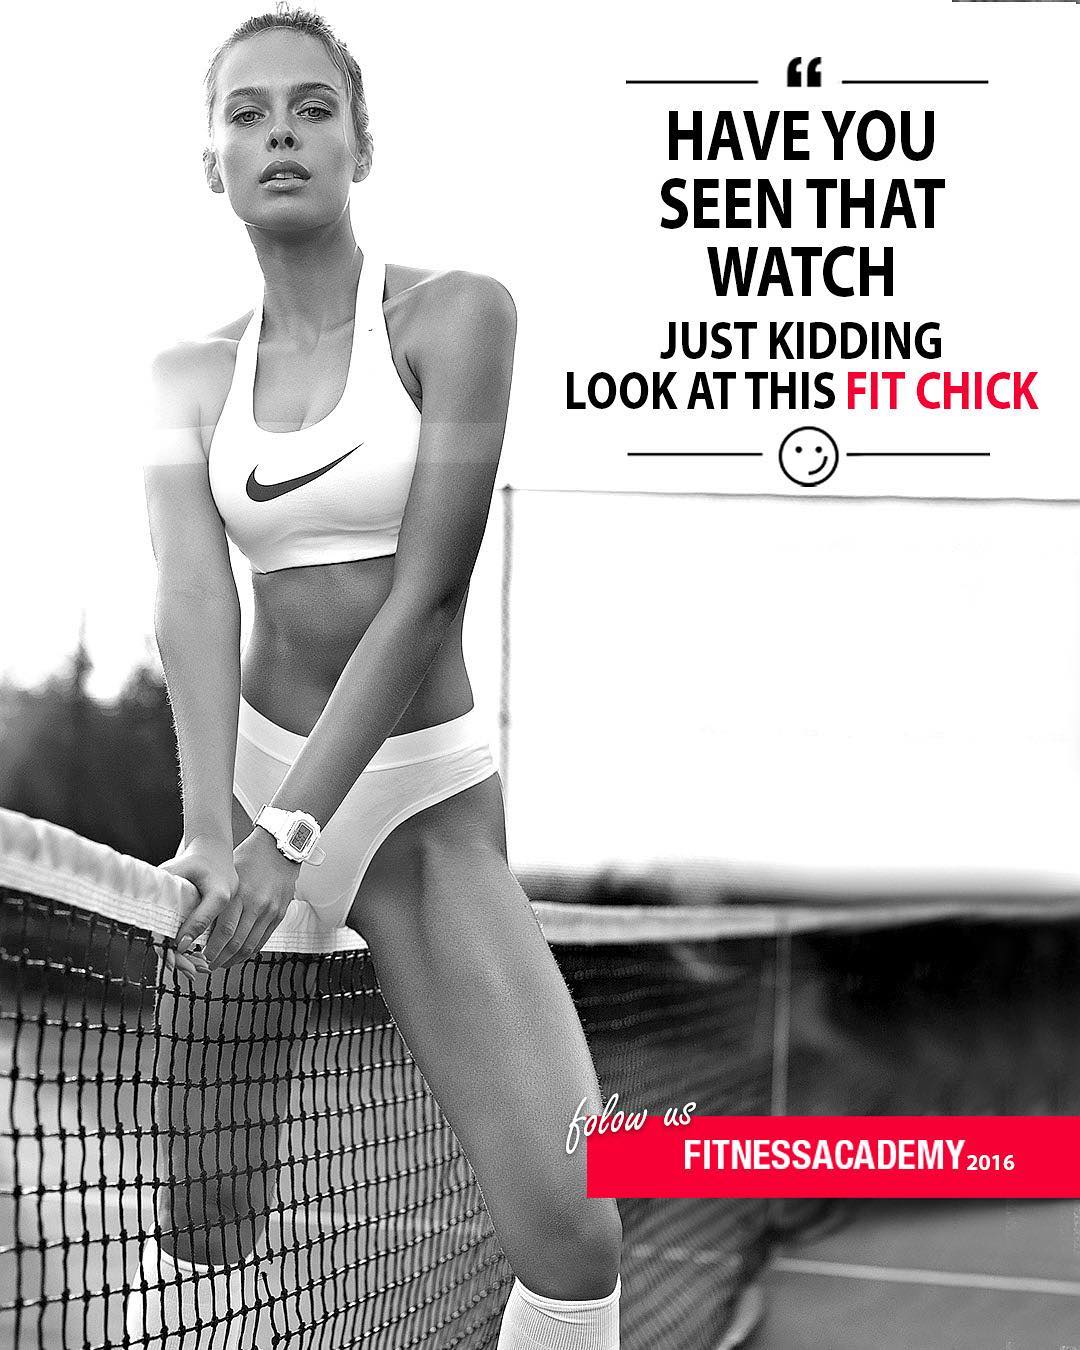 “
HAVE YOU
SEEN THAT
WATCH
JUST KIDDING
LOOK AT THIS FIT CHICK
folow us
FITNESSACADEMY2016